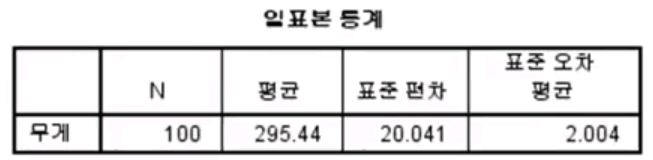 일표본 통계
N 평균 표준 편차 표준 오차 평균
무게 100 295.44 20.041 2.004